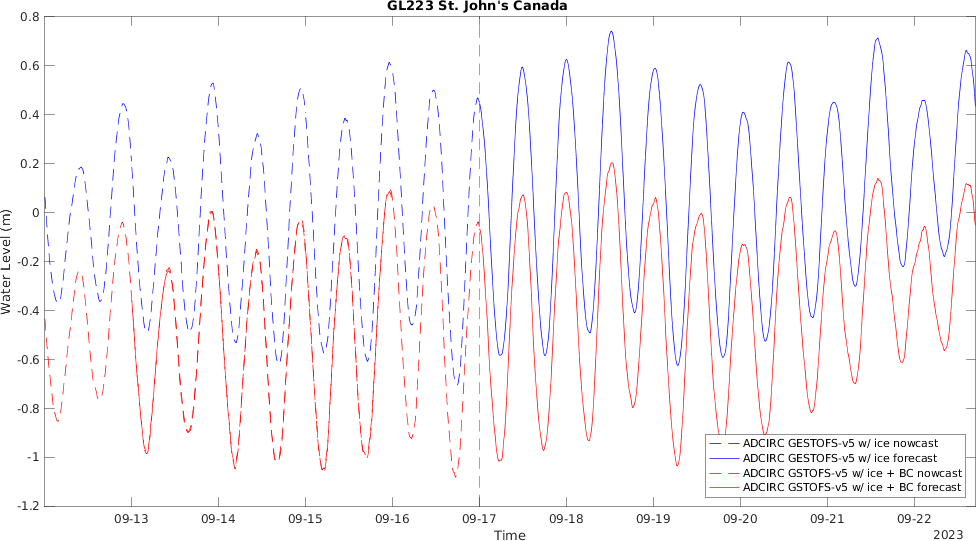 GL223 St. John's Canada
0.8
0.6
0.4
0.2
0
-0.2
-0.4
-0.6
-0.8
-1
-1.2
Water Level (m)
ADCIRC GESTOFS-v5 w/ ice nowcast
ADCIRC GESTOFS-v5 w/ ice forecast
ADCIRC GSTOFS-v5 w/ ice + BC nowcast
ADCIRC GSTOFS-v5 w/ ice + BC forecast
09-13 09-14 09-15 09-16 09-17 09-18 09-19 09-20 09-21 09-22
Time 2023